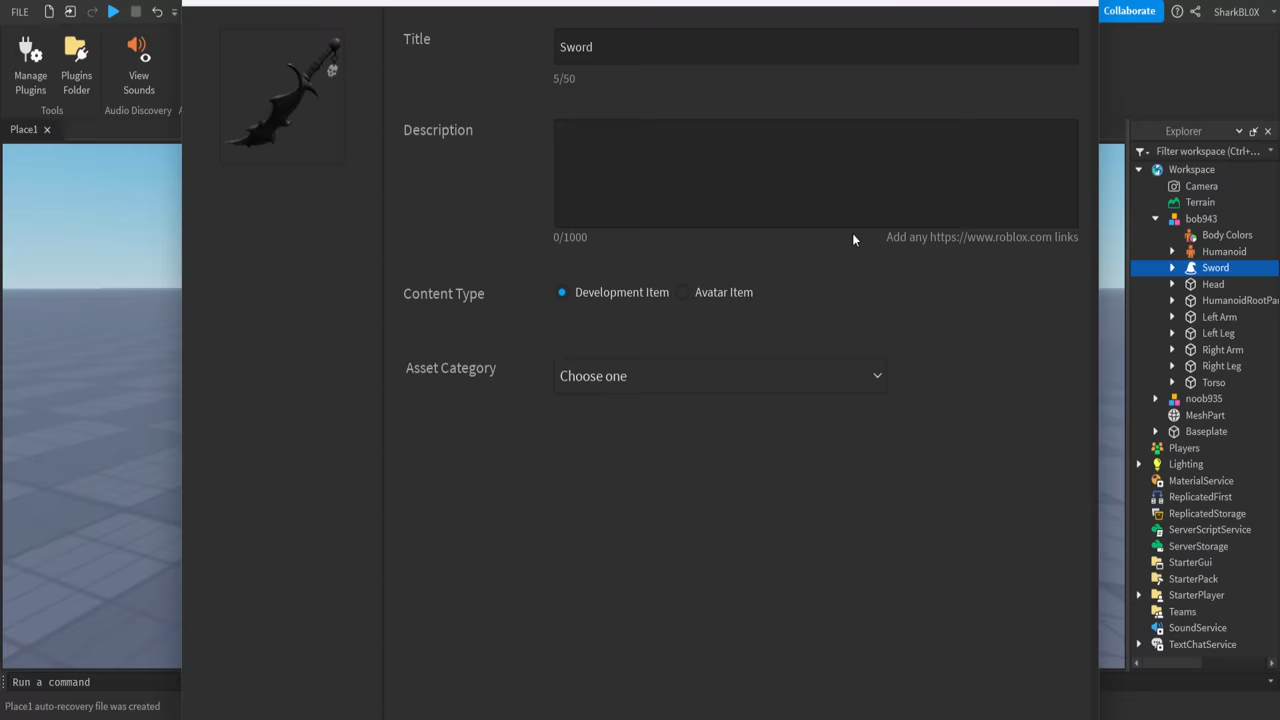 FILE
Collaborate
SharkBL0X
Manage
Plugins
Plugins
Folder
View
Sounds
Tools
Audio Discovery
Place1
Title
Sword
5/50
Description
0/1000
Add any https://www.roblox.com links
Content Type
Development Item
Avatar Item
Asset Category
Choose one
Explorer
Filter workspace (Ctrl+...
Workspace
Camera
Terrain
bob943
Body Colors
Humanoid
Sword
Head
HumanoidRootPa
Left Arm
Left Leg
Right Arm
Right Leg
Torso
noob935
MeshPart
Baseplate
Players
Lighting
MaterialService
ReplicatedFirst
ReplicatedStorage
ServerScriptService
ServerStorage
StarterGui
StarterPack
StarterPlayer
Teams
SoundService
TextChatService
Run a command
Place1 auto-recovery file was created